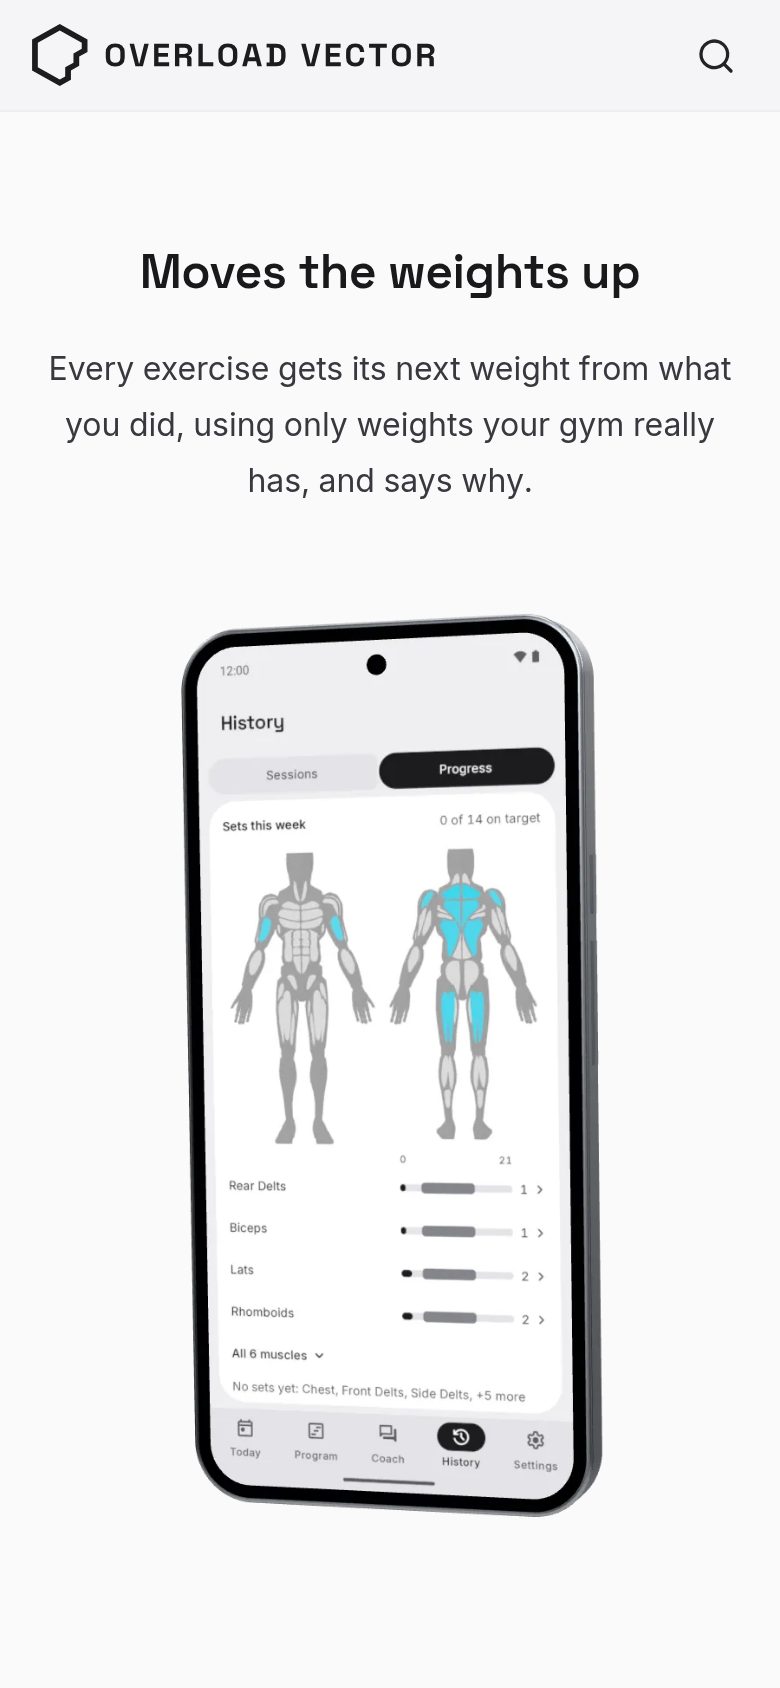 OVERLOAD VECTOR
Moves the weights up
Every exercise gets its next weight from what
you did, using only weights your gym really
has, and says why.
12:00
History
Sessions
Progress
Sets this week
0 of 14 on target
0
21
Rear Delts
1
Biceps
1
Lats
2
Rhomboids
2
All 6 muscles
No sets yet: Chest, Front Delts, Side Delts, +5 more
Today
Program
Coach
History
Settings